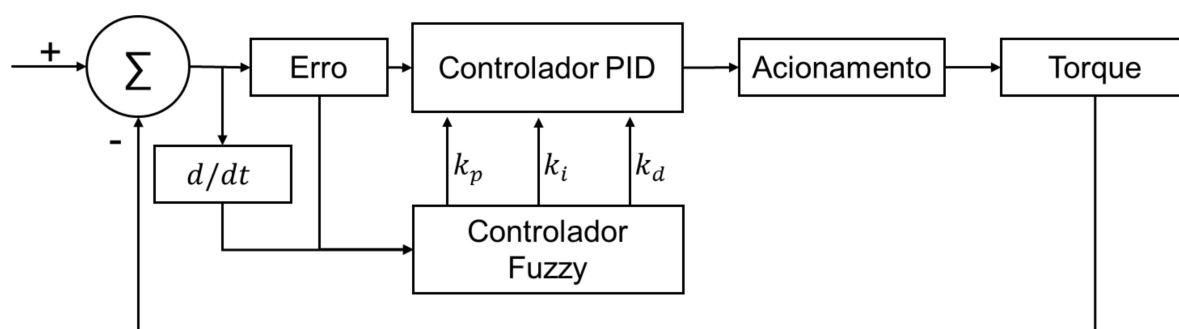 +
Σ
Erro
Controlador PID
Acionamento
Torque
-
d/dt
k_p
k_i
k_d
Controlador
Fuzzy